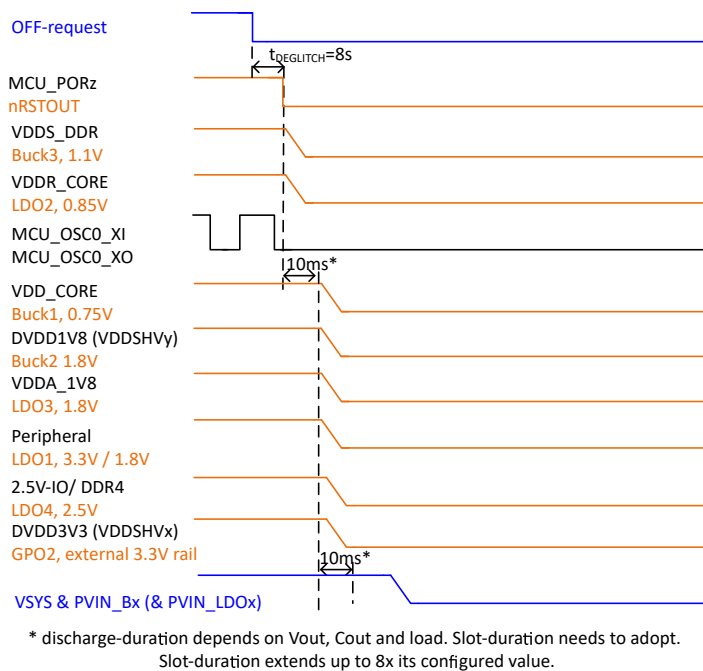 OFF-request
tDEGLITCH=8s
MCU_PORz
nRSTOUT
VDDS_DDR
Buck3, 1.1V
VDDR_CORE
LDO2, 0.85V
MCU_OSC0_XI
MCU_OSC0_XO
10ms*
VDD_CORE
Buck1, 0.75V
DVDD1V8 (VDDSHVy)
Buck2 1.8V
VDDA_1V8
LDO3, 1.8V
Peripheral
LDO1, 3.3V / 1.8V
2.5V-IO/ DDR4
LDO4, 2.5V
DVDD3V3 (VDDSHVx)
GPO2, external 3.3V rail
10ms*
VSYS & PVIN_Bx (& PVIN_LDOx)
* discharge-duration depends on Vout, Cout and load. Slot-duration needs to adopt.
Slot-duration extends up to 8x its configured value.